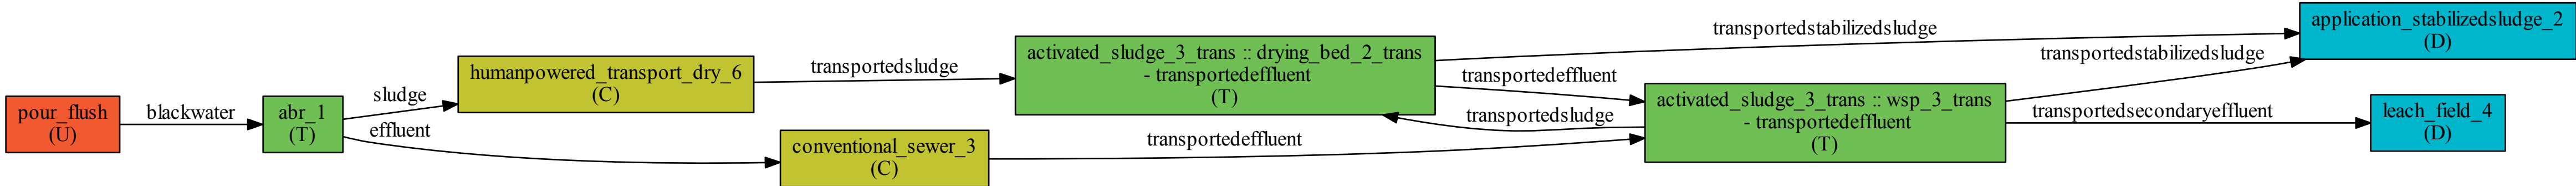 pour_flush
(U)
blackwater
abr_1
(T)
sludge
effluent
humanpowered_transport_dry_6
(C)
conventional_sewer_3
(C)
transportedsludge
transportedeffluent
activated_sludge_3_trans :: drying_bed_2_trans
- transportedeffluent
(T)
transportedeffluent
transportedsludge
activated_sludge_3_trans :: wsp_3_trans
- transportedeffluent
(T)
transportedstabilizedsludge
transportedstabilizedsludge
transportedsecondaryeffluent
application_stabilizedsludge_2
(D)
leach_field_4
(D)